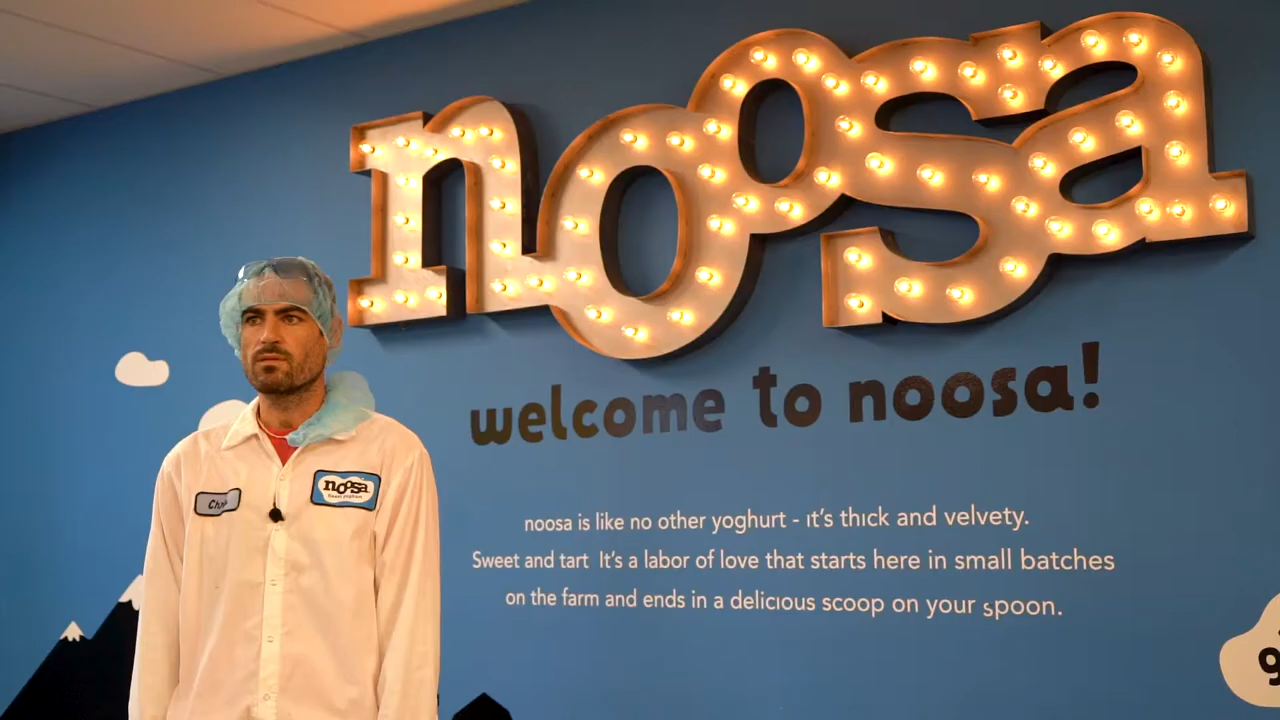 noosa
welcome to noosa!
noosa is like no other yoghurt - it's thick and velvety.
Sweet and tart It's a labor of love that starts here in small batches
on the farm and ends in a delicious scoop on your spoon.
noosa